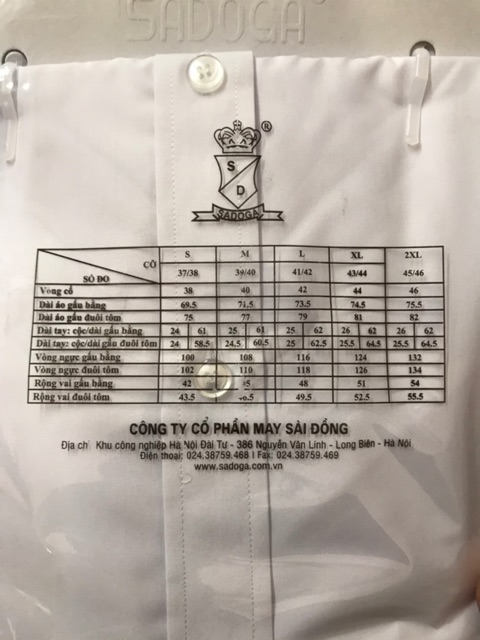 SADOGA
®
S
D
SADOGA
CỠ S M L XL 2XL
SỐ ĐO 37/38 39/40 41/42 43/44 45/46
Vòng cổ 38 40 42 44 46
Dài áo gấu bằng 69.5 71.5 73.5 74.5 75.5
Dài áo gấu đuôi tôm 75 77 79 81 82
Dài tay: cộc/dài gấu bằng 24 61 25 61 25 62 26 62 26 62
Dài tay: cộc/dài gấu đuôi tôm 24 58.5 24.5 60.5 25 62.5 25.5 64.5 25.5 64.5
Vòng ngực gấu bằng 100 108 116 124 132
Vòng ngực đuôi tôm 102 110 118 126 134
Rộng vai gấu bằng 42 48 51 54
Rộng vai đuôi tôm 43.5 49.5 52.5 55.5
CÔNG TY CỔ PHẦN MAY SÀI ĐỒNG
Địa chỉ Khu công nghiệp Hà Nội Đài Tư - 386 Nguyễn Văn Linh - Long Biên - Hà Nội
Điện thoại: 024.38759.468 I Fax: 024.38759.469
www.sadoga.com.vn